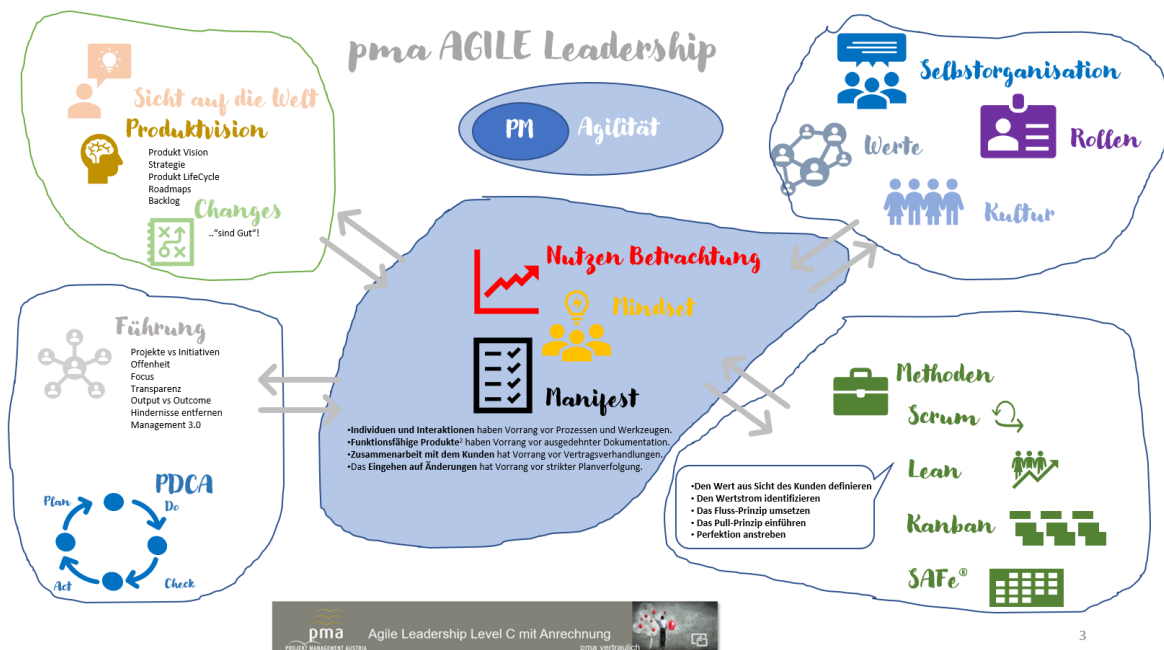 pma AGILE Leadership
PM
Agilität
Sicht auf die Welt
Produktvision
Produkt Vision
Strategie
Produkt LifeCycle
Roadmaps
Backlog
Changes
.."sind Gut"!
Selbstorganisation
Werte
Rollen
Kultur
Nutzen Betrachtung
Mindset
Manifest
•Individuen und Interaktionen haben Vorrang vor Prozessen und Werkzeugen.
•Funktionsfähige Produkte² haben Vorrang vor ausgedehnter Dokumentation.
•Zusammenarbeit mit dem Kunden hat Vorrang vor Vertragsverhandlungen.
•Das Eingehen auf Änderungen hat Vorrang vor strikter Planverfolgung.
Führung
Projekte vs Initiativen
Offenheit
Focus
Transparenz
Output vs Outcome
Hindernisse entfernen
Management 3.0
PDCA
Plan
Do
Act
Check
Methoden
Scrum
Lean
Kanban
SAFe®
•Den Wert aus Sicht des Kunden definieren
• Den Wertstrom identifizieren
• Das Fluss-Prinzip umsetzen
• Das Pull-Prinzip einführen
• Perfektion anstreben
pma
PROJEKT MANAGEMENT AUSTRIA
Agile Leadership Level C mit Anrechnung
pma vertraulich
3